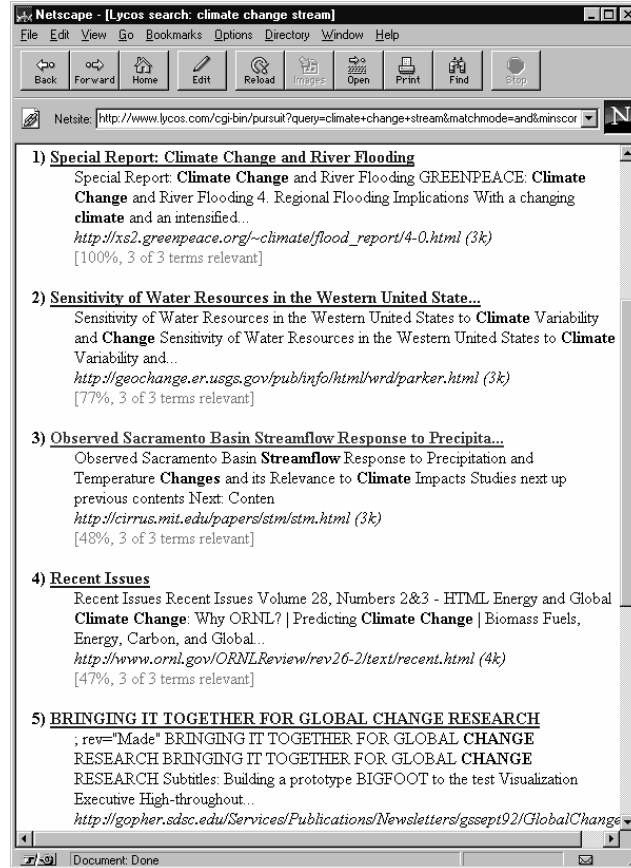 Netscape - [Lycos search: climate change stream]
File Edit View Go Bookmarks Options Directory Window Help
Back Forward Home Edit Reload Images Open Print Find Stop
Netsite: http://www.lycos.com/cgi-bin/pursuit?query=climate+change+stream&matchmode=and&minscor
N
1) Special Report: Climate Change and River Flooding
Special Report: Climate Change and River Flooding GREENPEACE: Climate
Change and River Flooding 4. Regional Flooding Implications With a changing
climate and an intensified...
http://xs2.greenpeace.org/~climate/flood_report/4-0.html (3k)
[100%, 3 of 3 terms relevant]
2) Sensitivity of Water Resources in the Western United State...
Sensitivity of Water Resources in the Western United States to Climate Variability
and Change Sensitivity of Water Resources in the Western United States to Climate
Variability and...
http://geochange.er.usgs.gov/pub/info/html/wrd/parker.html (3k)
[77%, 3 of 3 terms relevant]
3) Observed Sacramento Basin Streamflow Response to Precipita...
Observed Sacramento Basin Streamflow Response to Precipitation and
Temperature Changes and its Relevance to Climate Impacts Studies next up
previous contents Next: Conten
http://cirrus.mit.edu/papers/stm/stm.html (3k)
[48%, 3 of 3 terms relevant]
4) Recent Issues
Recent Issues Recent Issues Volume 28, Numbers 2&3 - HTML Energy and Global
Climate Change: Why ORNL? | Predicting Climate Change | Biomass Fuels,
Energy, Carbon, and Global...
http://www.ornl.gov/ORNLReview/rev26-2/text/recent.html (4k)
[47%, 3 of 3 terms relevant]
5) BRINGING IT TOGETHER FOR GLOBAL CHANGE RESEARCH
; rev="Made" BRINGING IT TOGETHER FOR GLOBAL CHANGE
RESEARCH BRINGING IT TOGETHER FOR GLOBAL CHANGE
RESEARCH Subtitles: Building a prototype BIGFOOT to the test Visualization
Executive High-throughout...
http://gopher.sdsc.edu/Services/Publications/Newsletters/gssept92/GlobalChange
Document: Done